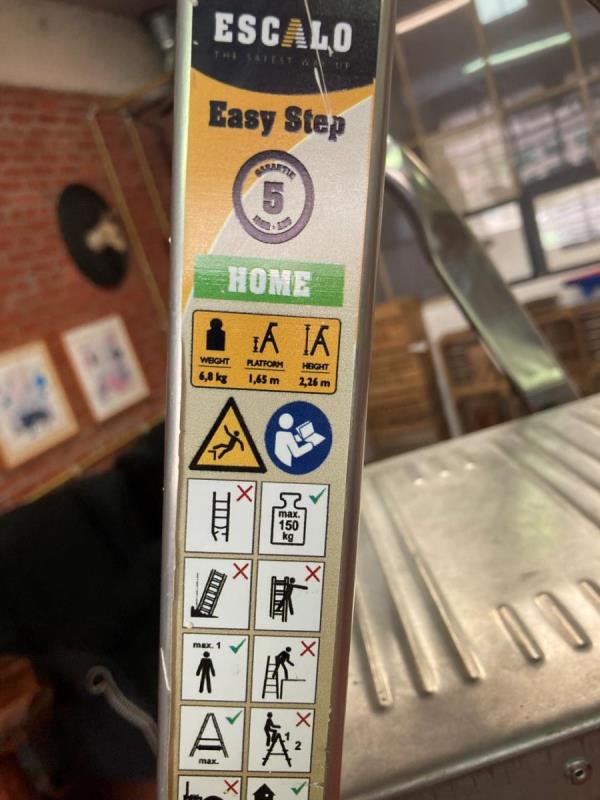 ESCALO
THE SAFEST WAY UP
Easy Step
GARANTIE
5
HOME
WEIGHT PLATFORM HEIGHT
6,8 kg 1,65 m 2,26 m
max.
150
kg
max. 1
max.
1
2